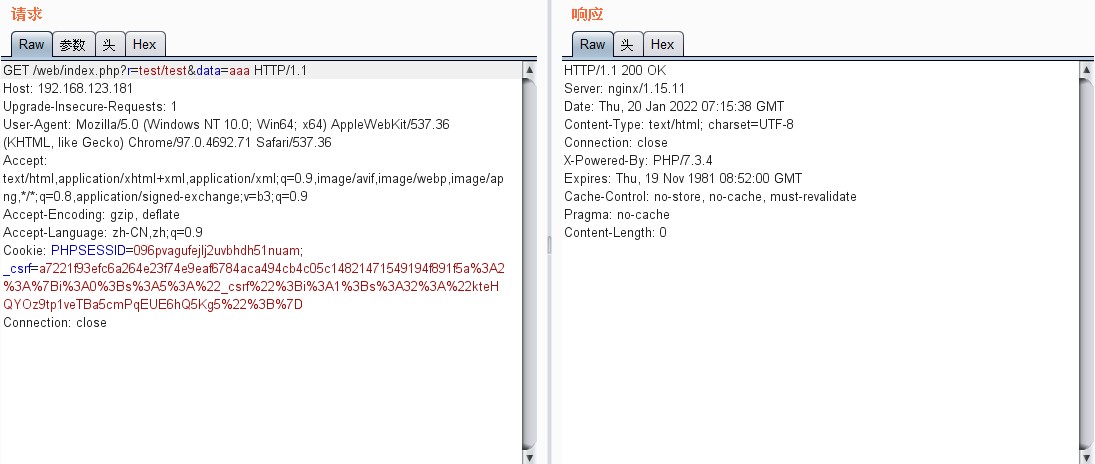 请求
Raw 参数 头 Hex
GET /web/index.php?r=test/test&data=aaa HTTP/1.1
Host: 192.168.123.181
Upgrade-Insecure-Requests: 1
User-Agent: Mozilla/5.0 (Windows NT 10.0; Win64; x64) AppleWebKit/537.36
(KHTML, like Gecko) Chrome/97.0.4692.71 Safari/537.36
Accept:
text/html,application/xhtml+xml,application/xml;q=0.9,image/avif,image/webp,image/ap
ng,*/*;q=0.8,application/signed-exchange;v=b3;q=0.9
Accept-Encoding: gzip, deflate
Accept-Language: zh-CN,zh;q=0.9
Cookie: PHPSESSID=096pvagufejlj2uvbhdh51nuam;
_csrf=a7221f93efc6a264e23f74e9eaf6784aca494cb4c05c14821471549194f891f5a%3A2
%3A%7Bi%3A0%3Bs%3A5%3A%22_csrf%22%3Bi%3A1%3Bs%3A32%3A%22kteH
QYOz9tp1veTBa5cmPqEUE6hQ5Kg5%22%3B%7D
Connection: close
响应
Raw 头 Hex
HTTP/1.1 200 OK
Server: nginx/1.15.11
Date: Thu, 20 Jan 2022 07:15:38 GMT
Content-Type: text/html; charset=UTF-8
Connection: close
X-Powered-By: PHP/7.3.4
Expires: Thu, 19 Nov 1981 08:52:00 GMT
Cache-Control: no-store, no-cache, must-revalidate
Pragma: no-cache
Content-Length: 0